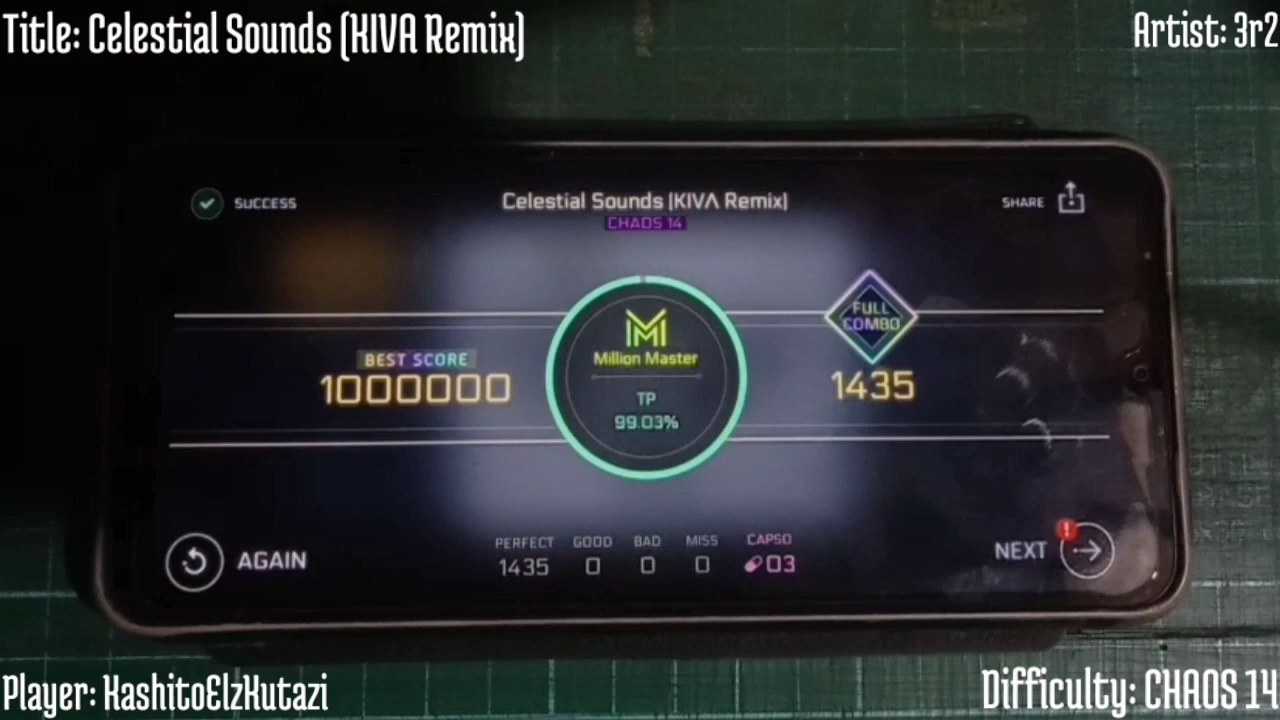 Title: Celestial Sounds (KIVA Remix)
Artist: 3r2
SUCCESS
Celestial Sounds (KIVΛ Remix)
CHAOS 14
SHARE
FULL
COMBO
Million Master
BEST SCORE
1000000
1435
TP
99.03%
PERFECT GOOD BAD MISS CAPSO
1435 0 0 0 03
AGAIN
NEXT
!
Player: KashitoElzKutazi
Difficulty: CHAOS 14